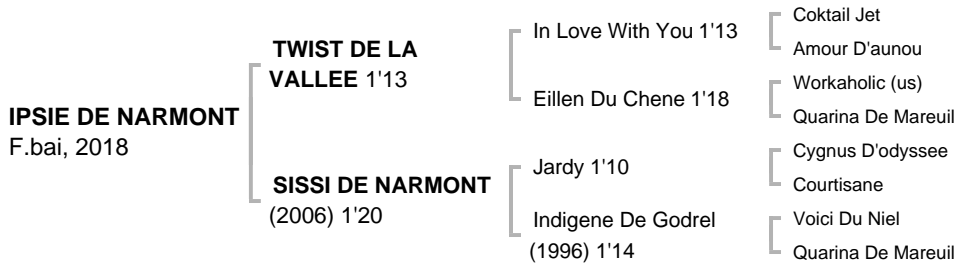 IPSIE DE NARMONT
F.bai, 2018
TWIST DE LA
VALLEE 1'13
SISSI DE NARMONT
(2006) 1'20
In Love With You 1'13
Eillen Du Chene 1'18
Jardy 1'10
Indigene De Godrel
(1996) 1'14
Coktail Jet
Amour D'aunou
Workaholic (us)
Quarina De Mareuil
Cygnus D'odyssee
Courtisane
Voici Du Niel
Quarina De Mareuil